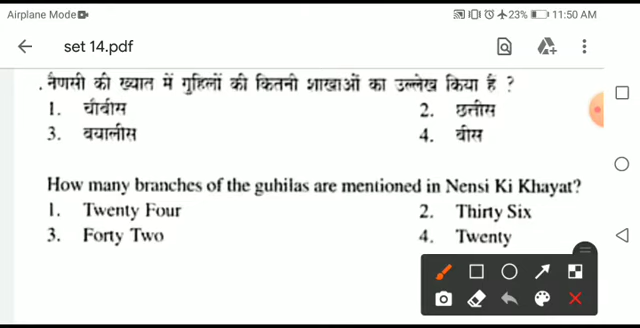 Airplane Mode 23% 11:50 AM
set 14.pdf
. नैणसी की ख्यात में गुहिलों की कितनी शाखाओं का उल्लेख किया हैं ?
1. चौबीस 2. छत्तीस
3. बयालीस 4. बीस
How many branches of the guhilas are mentioned in Nensi Ki Khayat?
1. Twenty Four 2. Thirty Six
3. Forty Two 4. Twenty